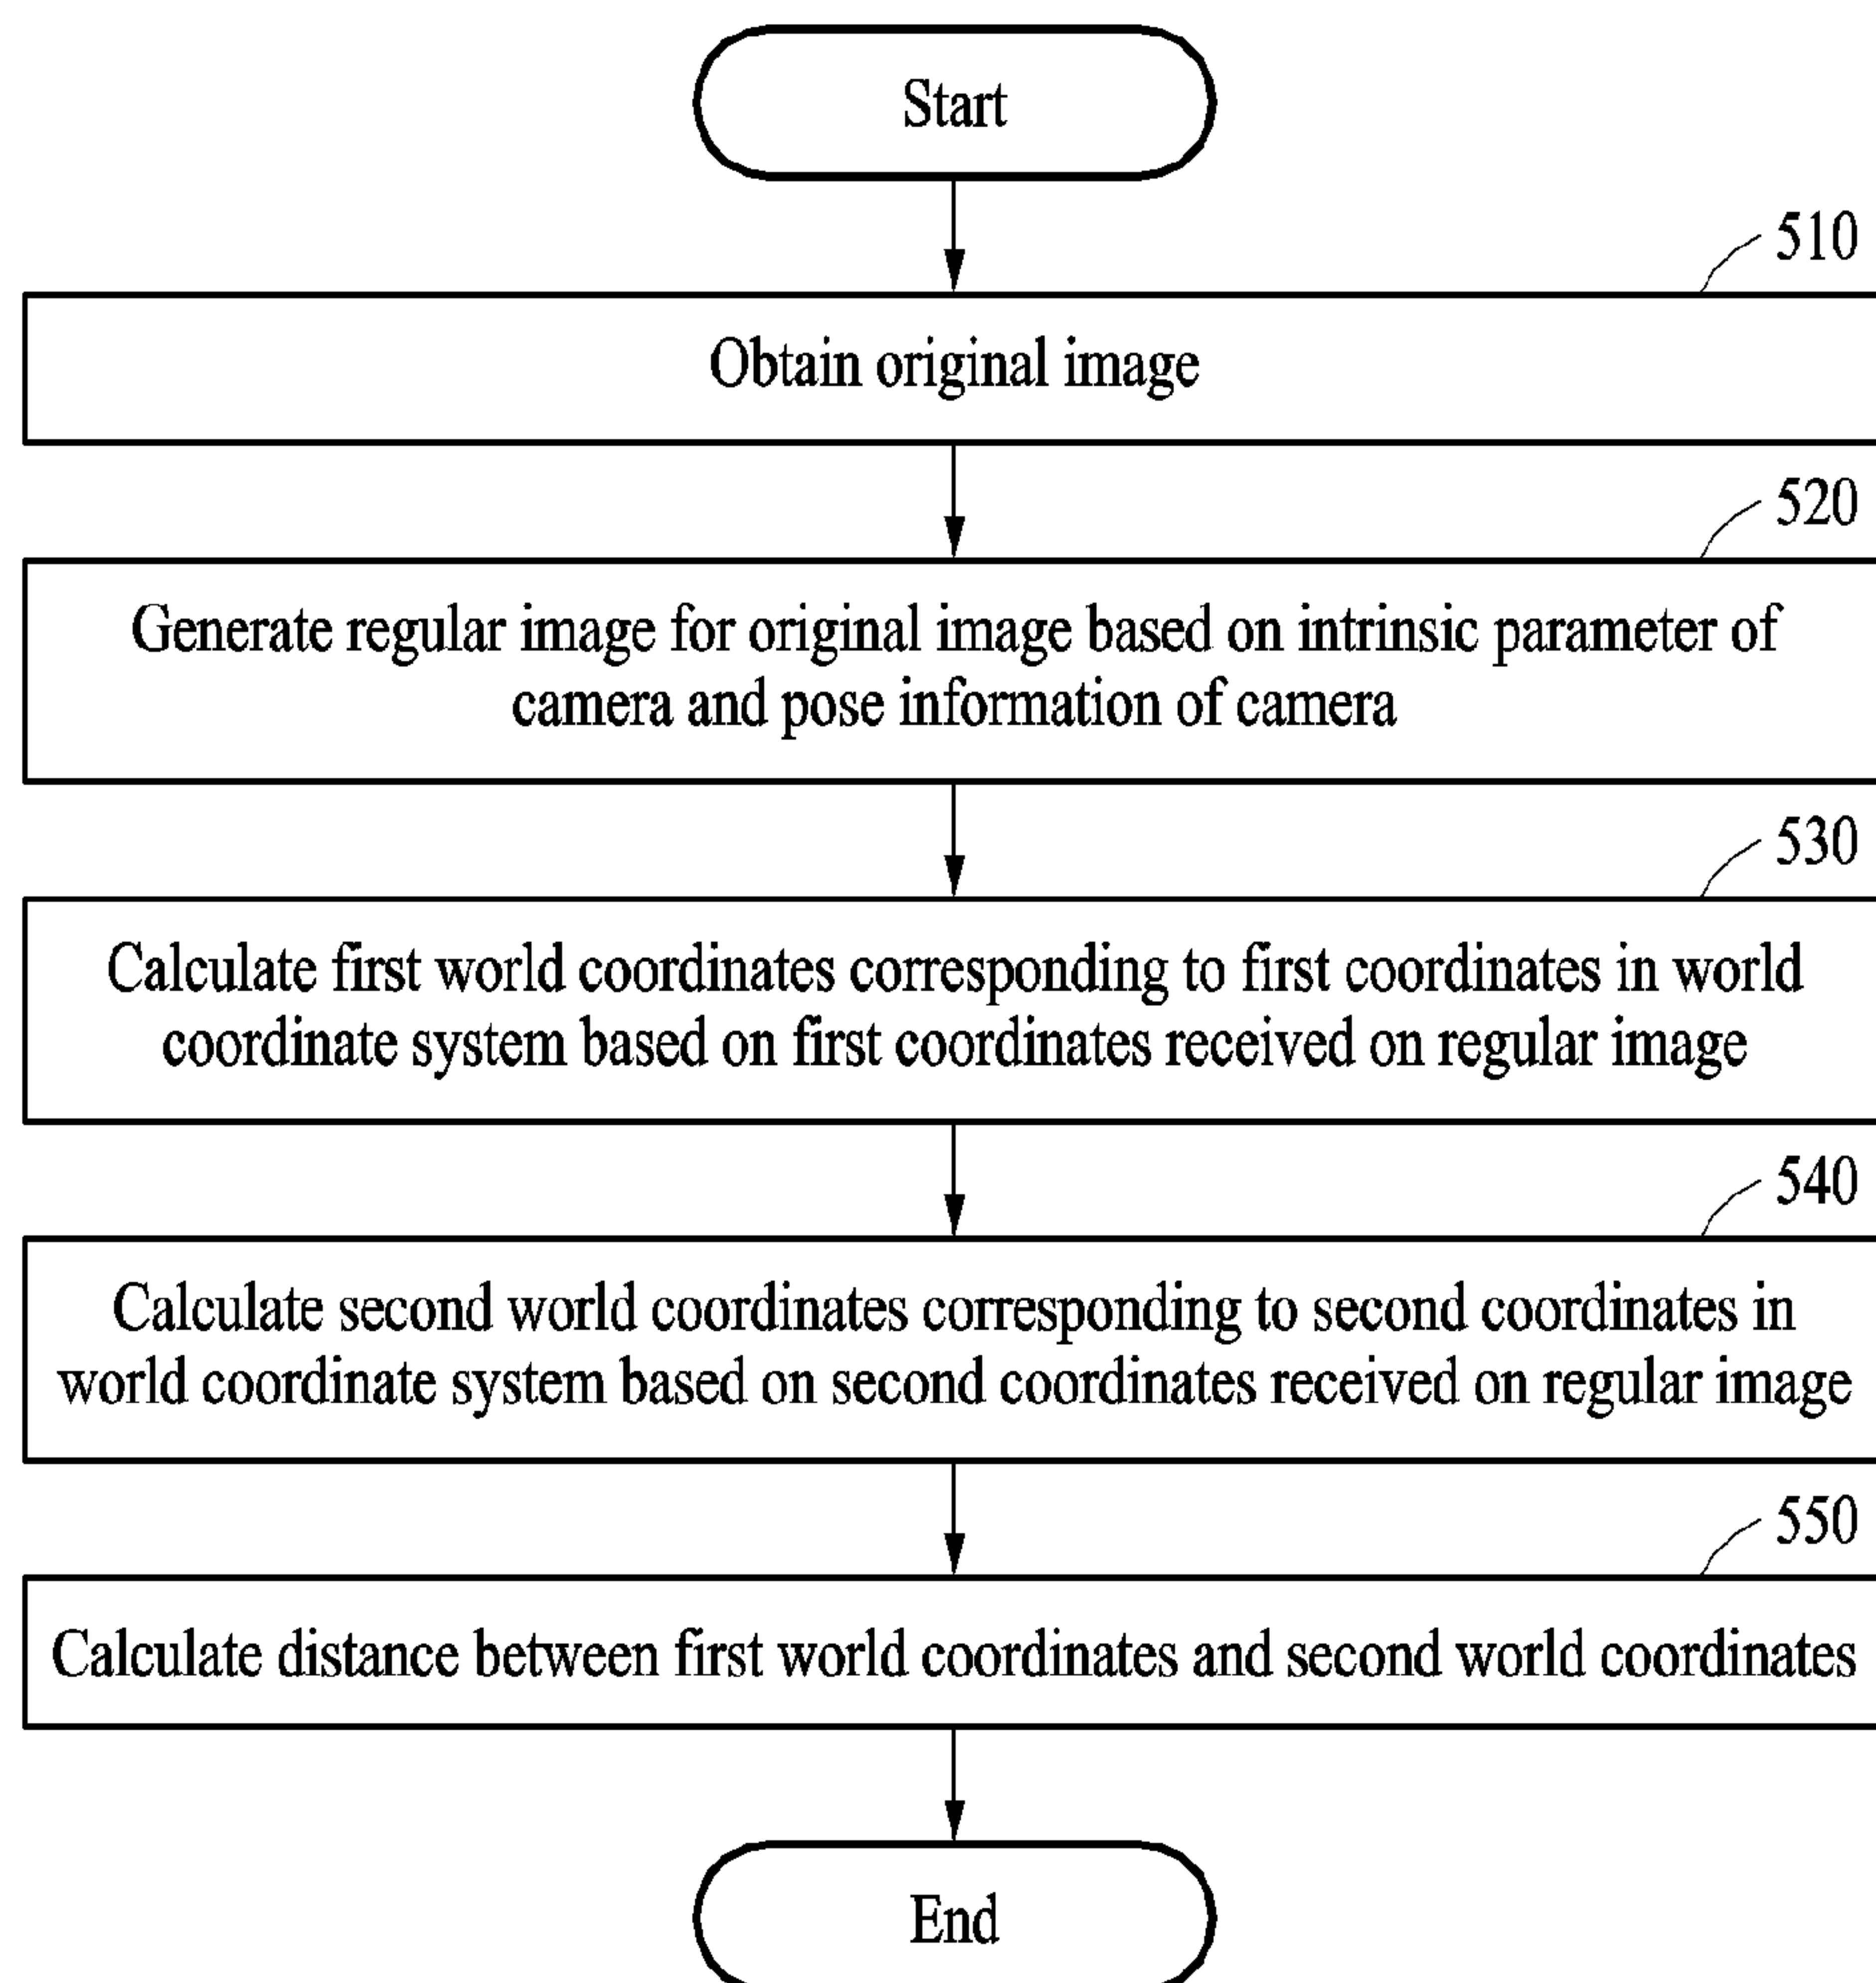 Start
510
Obtain original image
520
Generate regular image for original image based on intrinsic parameter of
camera and pose information of camera
530
Calculate first world coordinates corresponding to first coordinates in world
coordinate system based on first coordinates received on regular image
540
Calculate second world coordinates corresponding to second coordinates in
world coordinate system based on second coordinates received on regular image
550
Calculate distance between first world coordinates and second world coordinates
End